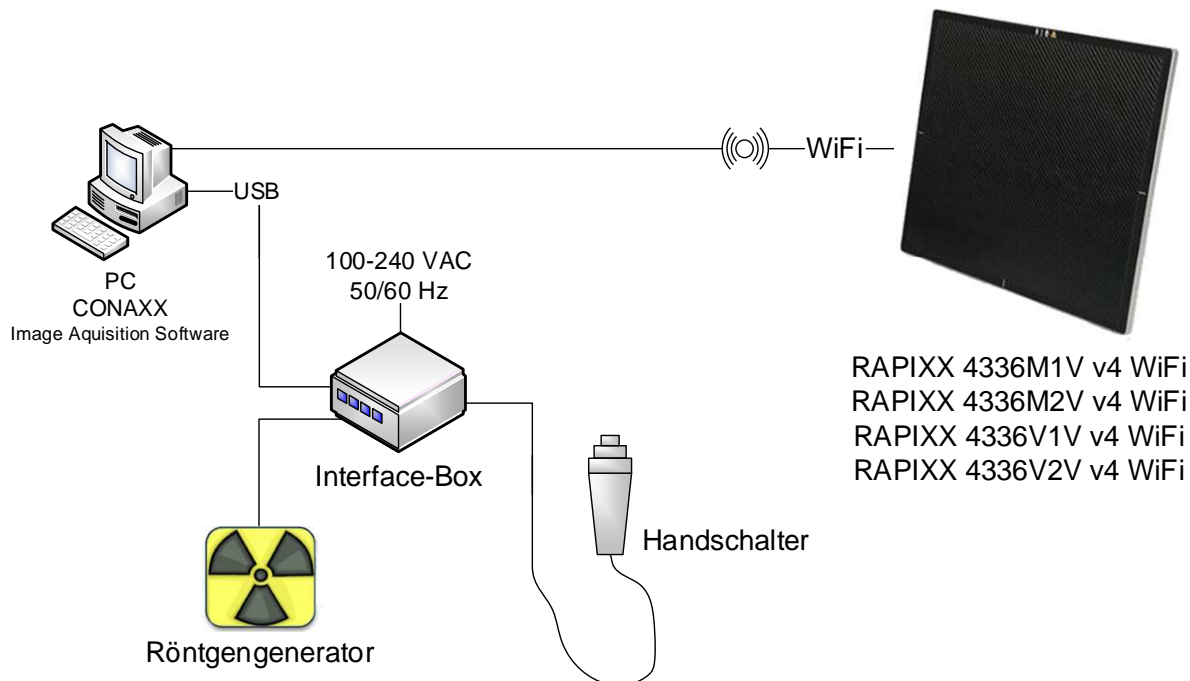 WiFi
USB
PC
CONAXX
Image Aquisition Software
100-240 VAC
50/60 Hz
Interface-Box
Handschalter
Röntgengenerator
RAPIXX 4336M1V v4 WiFi
RAPIXX 4336M2V v4 WiFi
RAPIXX 4336V1V v4 WiFi
RAPIXX 4336V2V v4 WiFi